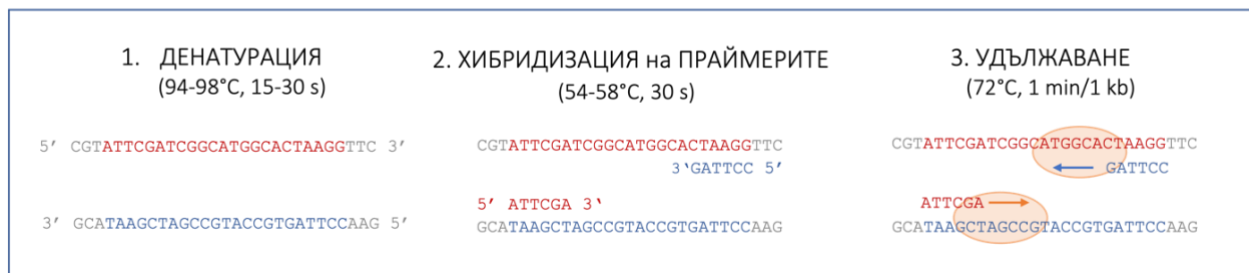 1. ДЕНАТУРАЦИЯ
(94-98°C, 15-30 s)
5’ CGTATTCGATCGGCATGGCACTAAGGTTC 3’
3’ GCATAAGCTAGCCGTACCGTGATTCCAAG 5’
2. ХИБРИДИЗАЦИЯ на ПРАЙМЕРИТЕ
(54-58°C, 30 s)
CGTATTCGATCGGCATGGCACTAAGGTTC
3‘GATTCC 5’
5’ ATTCGA 3‘
GCATAAGCTAGCCGTACCGTGATTCCAAG
3. УДЪЛЖАВАНЕ
(72°C, 1 min/1 kb)
CGTATTCGATCGGCATGGCACTAAGGTTC
GATTCC
ATTCGA
GCATAAGCTAGCCGTACCGTGATTCCAAG